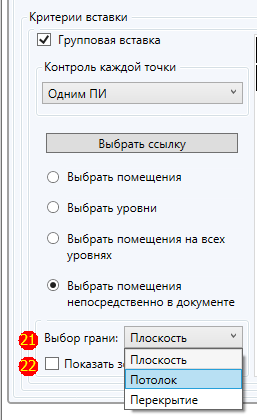 Критерии вставки
Групповая вставка
Контроль каждой точки
Одним ПИ
Выбрать ссылку
Выбрать помещения
Выбрать уровни
Выбрать помещения на всех
уровнях
Выбрать помещения
непосредственно в документе
21 Выбор грани: Плоскость
22 Показать
Плоскость
Потолок
Перекрытие